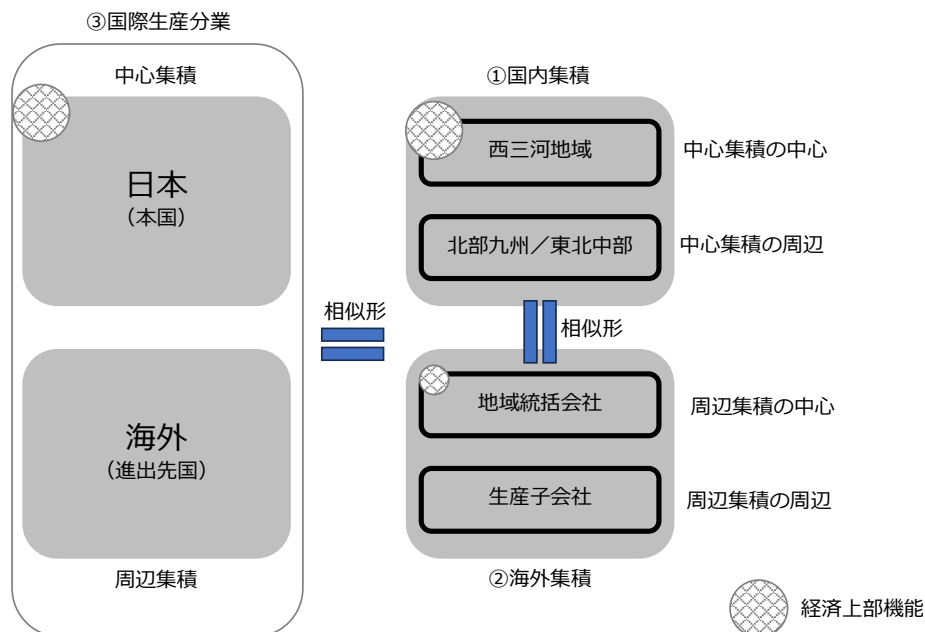 ③国際生産分業
中心集積
日本
（本国）
海外
（進出先国）
周辺集積
相似形
①国内集積
西三河地域
中心集積の中心
北部九州／東北中部
中心集積の周辺
相似形
地域統括会社
周辺集積の中心
生産子会社
周辺集積の周辺
②海外集積
経済上部機能